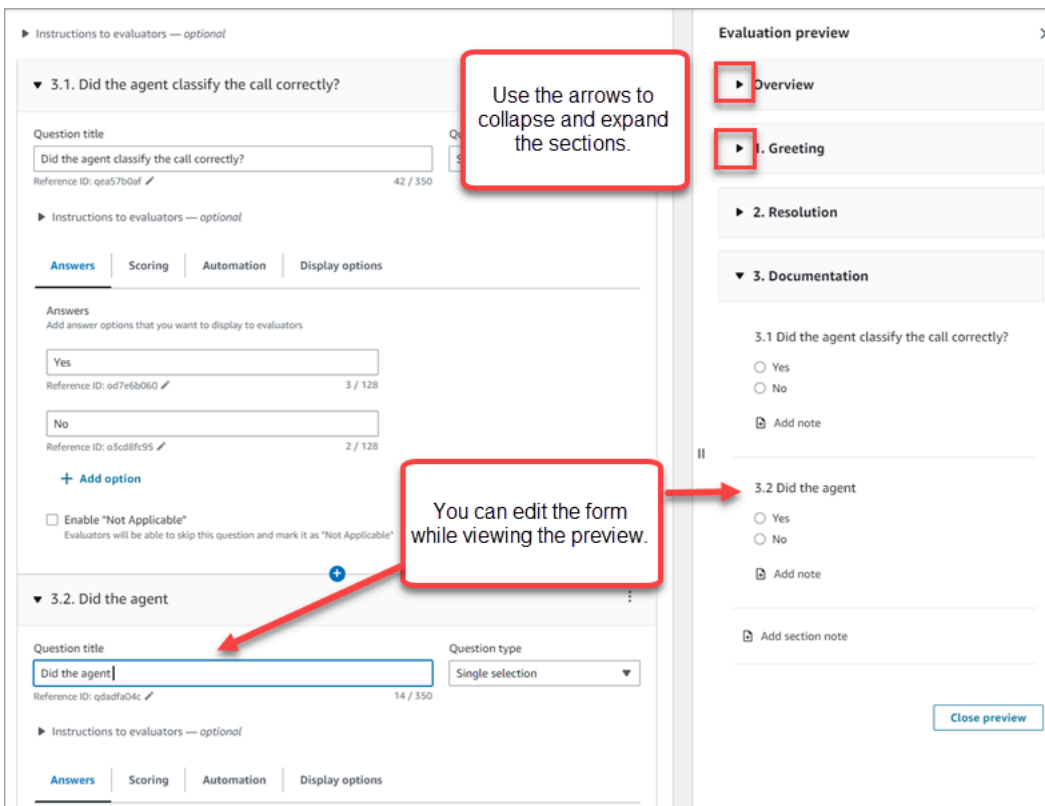 Instructions to evaluators — optional
3.1. Did the agent classify the call correctly?
Question title
Did the agent classify the call correctly?
Reference ID: qea57b0af
42 / 350
Instructions to evaluators — optional
Answers Scoring Automation Display options
Answers
Add answer options that you want to display to evaluators
Yes
Reference ID: od7e6b060
3 / 128
No
Reference ID: o3cd8fc95
2 / 128
+ Add option
Enable "Not Applicable"
Evaluators will be able to skip this question and mark it as "Not Applicable"
3.2. Did the agent
Question title
Question type
Did the agent
Single selection
Reference ID: qdadfa04c
14 / 350
Instructions to evaluators — optional
Answers Scoring Automation Display options
Use the arrows to
collapse and expand
the sections.
You can edit the form
while viewing the preview.
Evaluation preview
Overview
1. Greeting
2. Resolution
3. Documentation
3.1 Did the agent classify the call correctly?
Yes
No
Add note
3.2 Did the agent
Yes
No
Add note
Add section note
Close preview